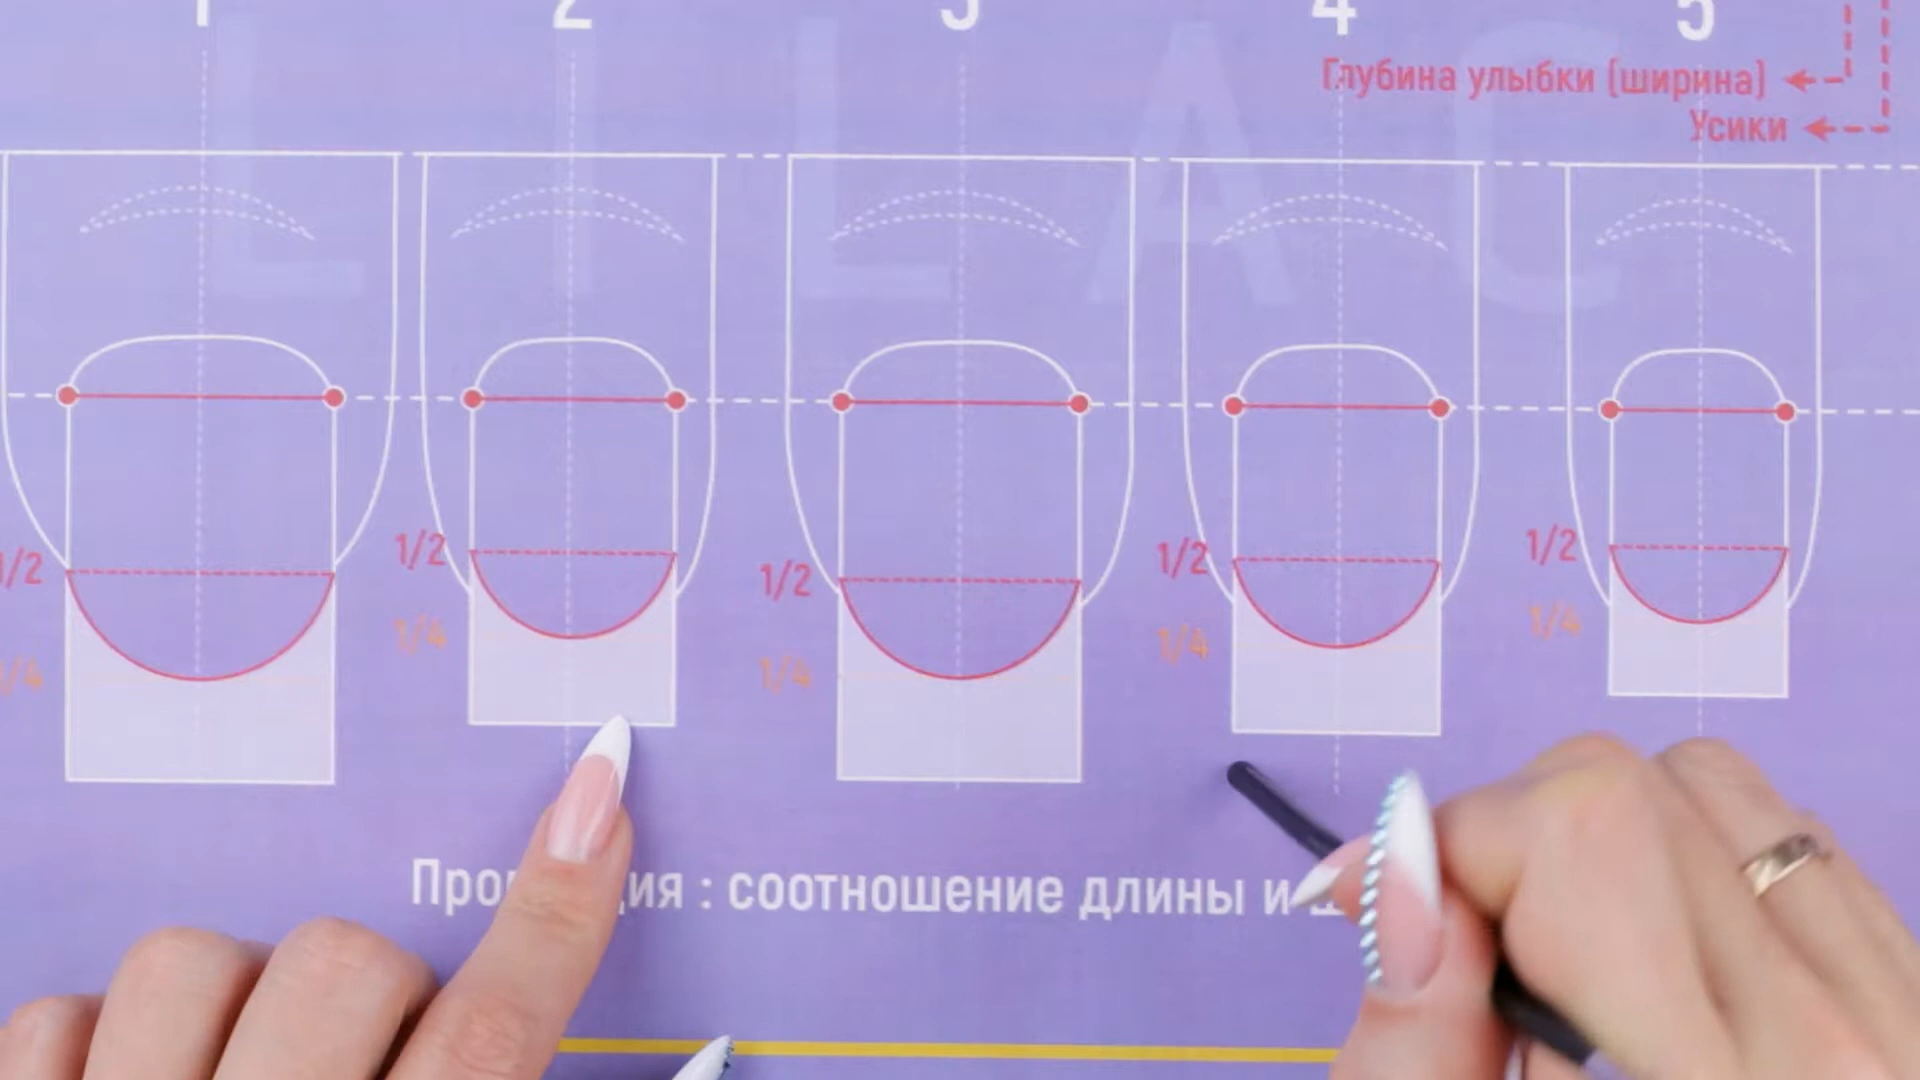 1 2 3 4 5
Глубина улыбки (ширина)
Усики
L I L A C
1/2 1/2 1/2 1/2 1/2
1/4 1/4 1/4 1/4 1/4
: соотношение длины и